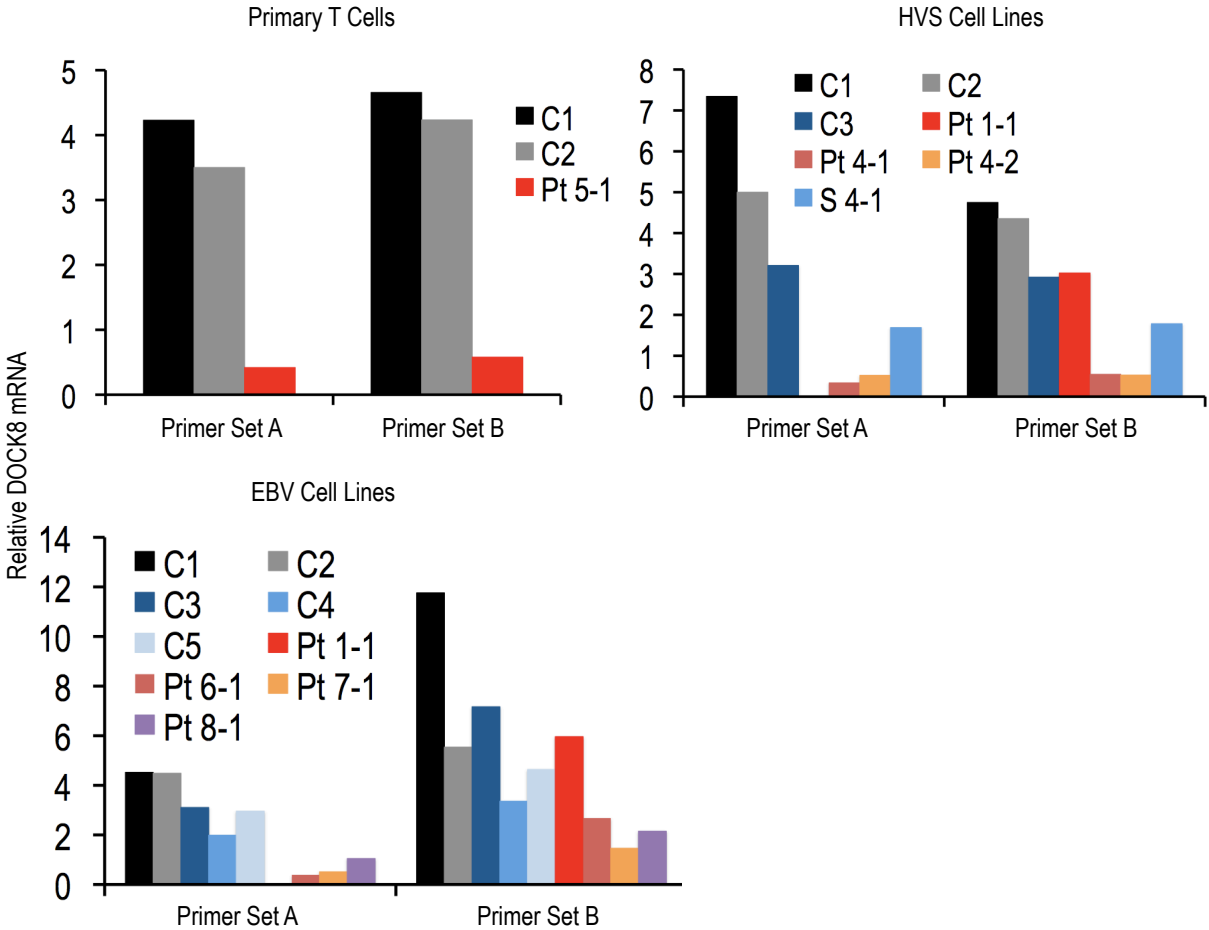 Primary T Cells
5
4
3
2
1
0
C1
C2
Pt 5-1
Primer Set A
Primer Set B
HVS Cell Lines
8
7
6
5
4
3
2
1
0
C1
C2
C3
Pt 1-1
Pt 4-1
Pt 4-2
S 4-1
Primer Set A
Primer Set B
Relative DOCK8 mRNA
EBV Cell Lines
14
12
10
8
6
4
2
0
C1
C2
C3
C4
C5
Pt 1-1
Pt 6-1
Pt 7-1
Pt 8-1
Primer Set A
Primer Set B